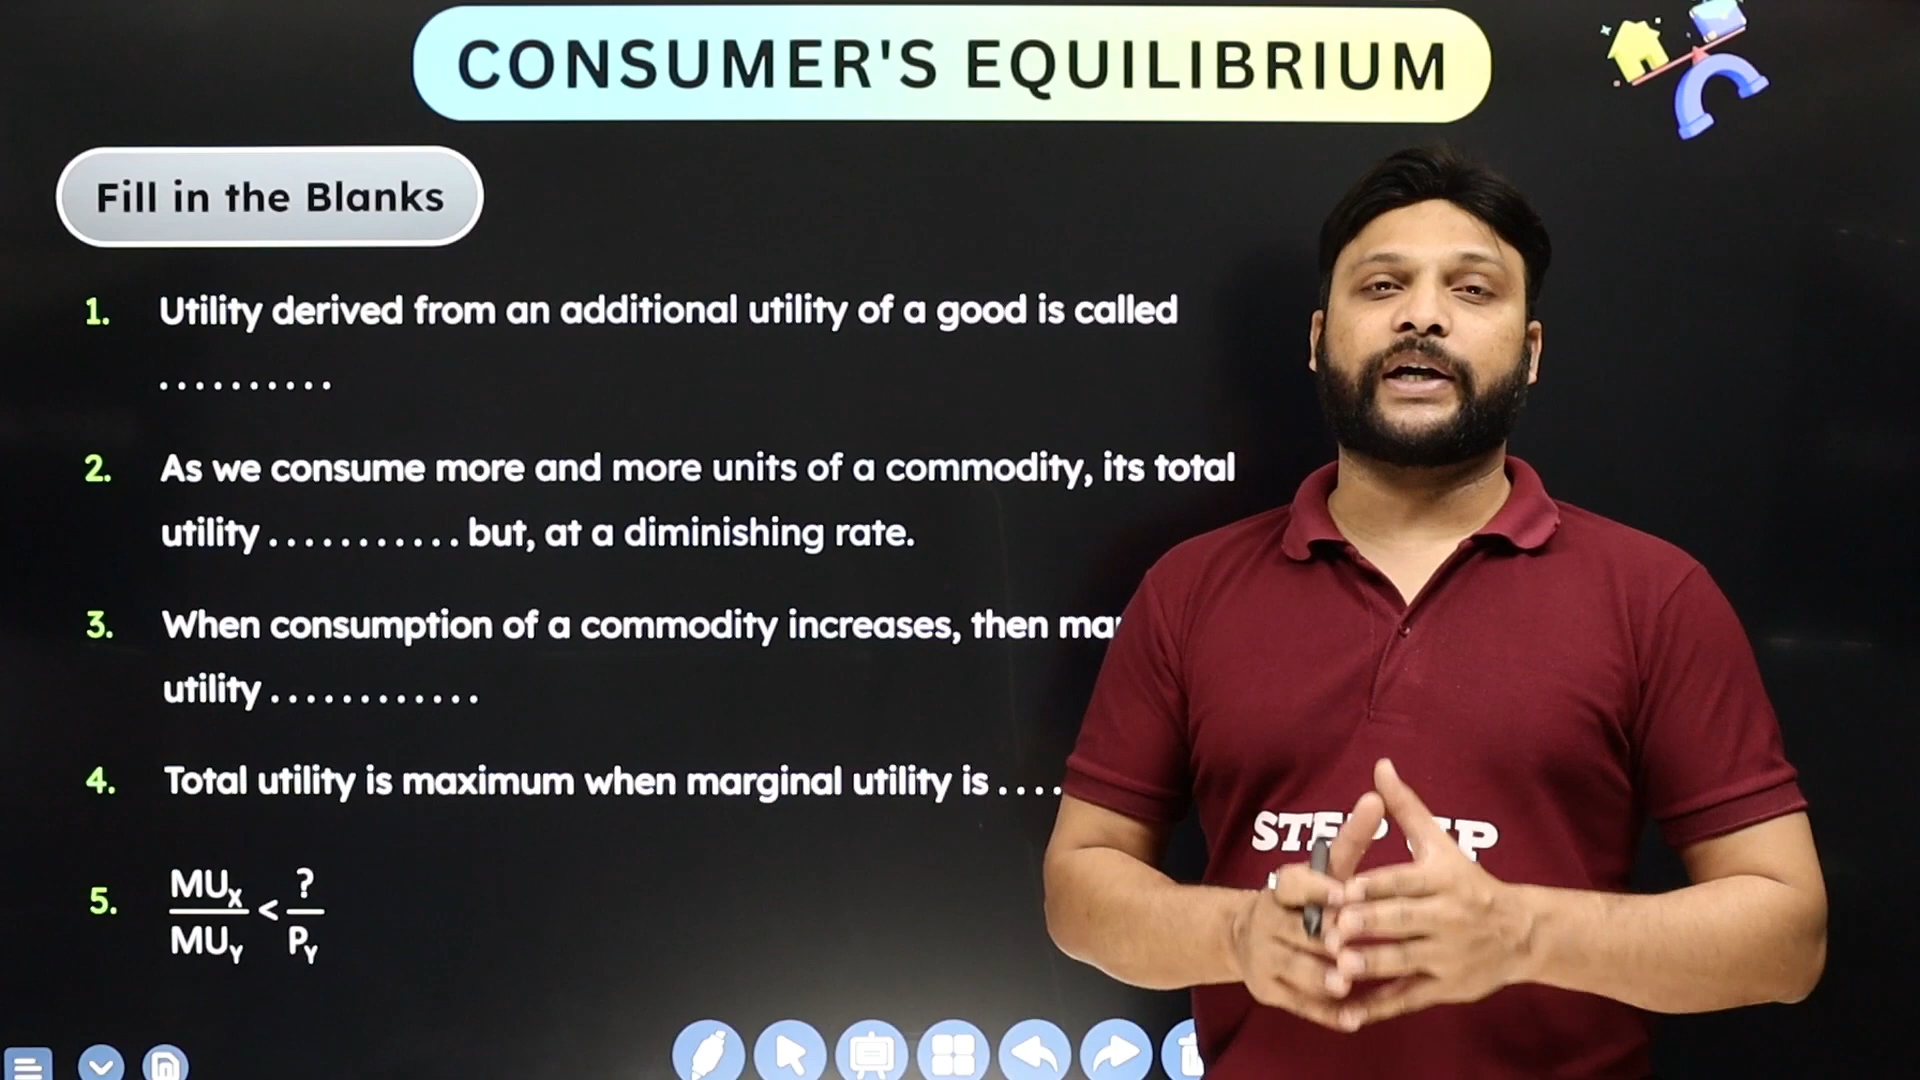 CONSUMER'S EQUILIBRIUM
Fill in the Blanks
1. Utility derived from an additional utility of a good is called
..........
2. As we consume more and more units of a commodity, its total
utility ........... but, at a diminishing rate.
3. When consumption of a commodity increases, then
utility ............
4. Total utility is maximum when marginal utility is ....
5. MUX/MUY < ?/PY
STEP UP